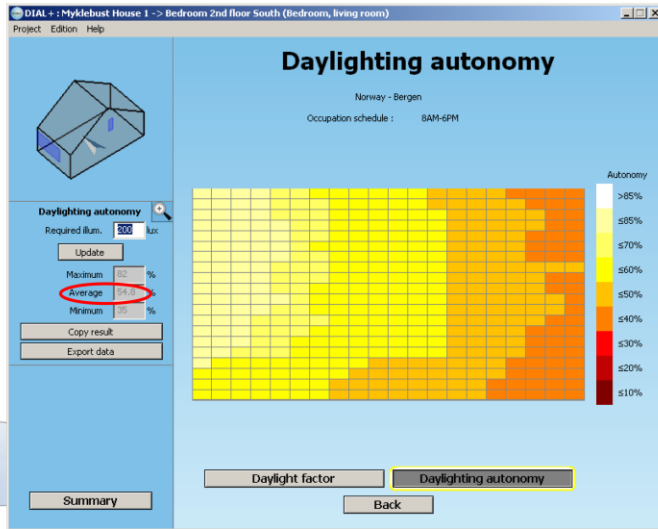 DIAL+ : Myklebust House 1 -> Bedroom 2nd floor South (Bedroom, living room)
Project Edition Help
Daylighting autonomy
Norway - Bergen
Occupation schedule : 8AM-6PM
Daylighting autonomy
Required illum. 200 lux
Update
Maximum 82 %
Average 54.8 %
Minimum 35 %
Copy result
Export data
Summary
Autonomy
>85%
≤85%
≤70%
≤60%
≤50%
≤40%
≤30%
≤20%
≤10%
Daylight factor Daylighting autonomy
Back